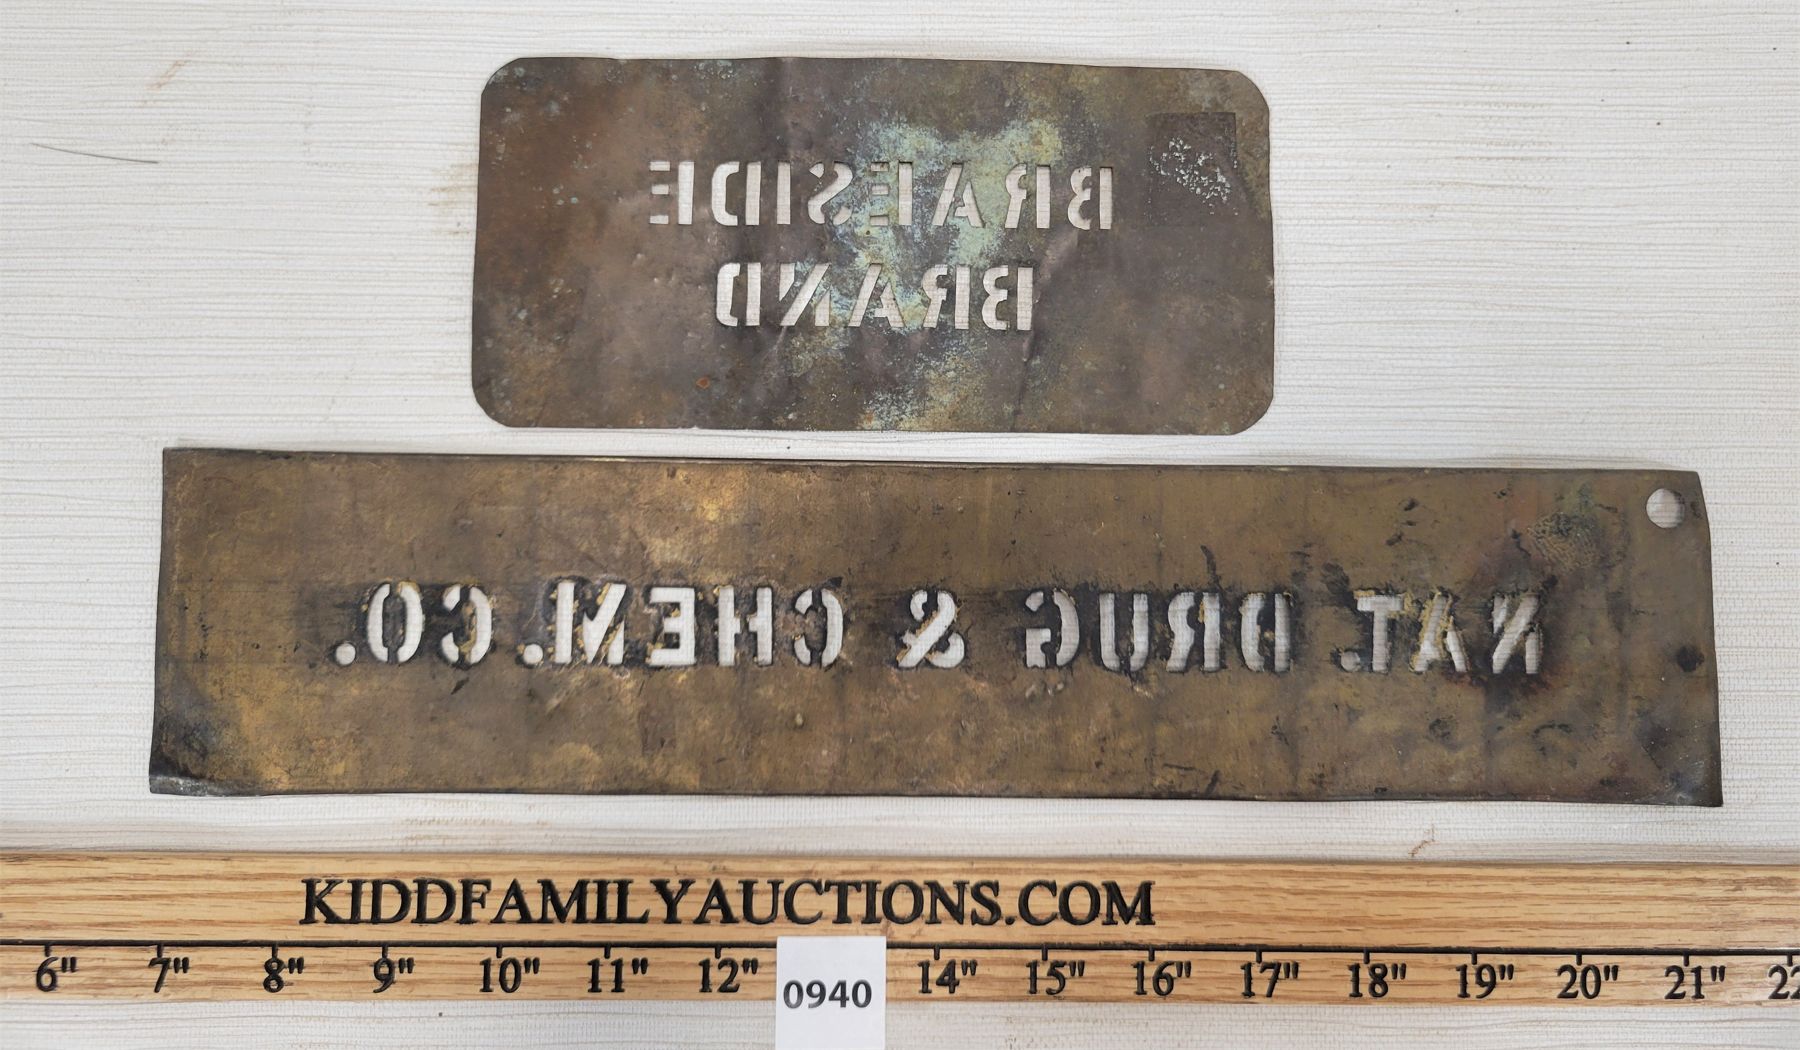 BRAESIDE
BRAND
NAT. DRUG & CHEM. CO.
KIDDFAMILYAUCTIONS.COM
6" 7" 8" 9" 10" 11" 12" 14" 15" 16" 17" 18" 19" 20" 21" 22
0940